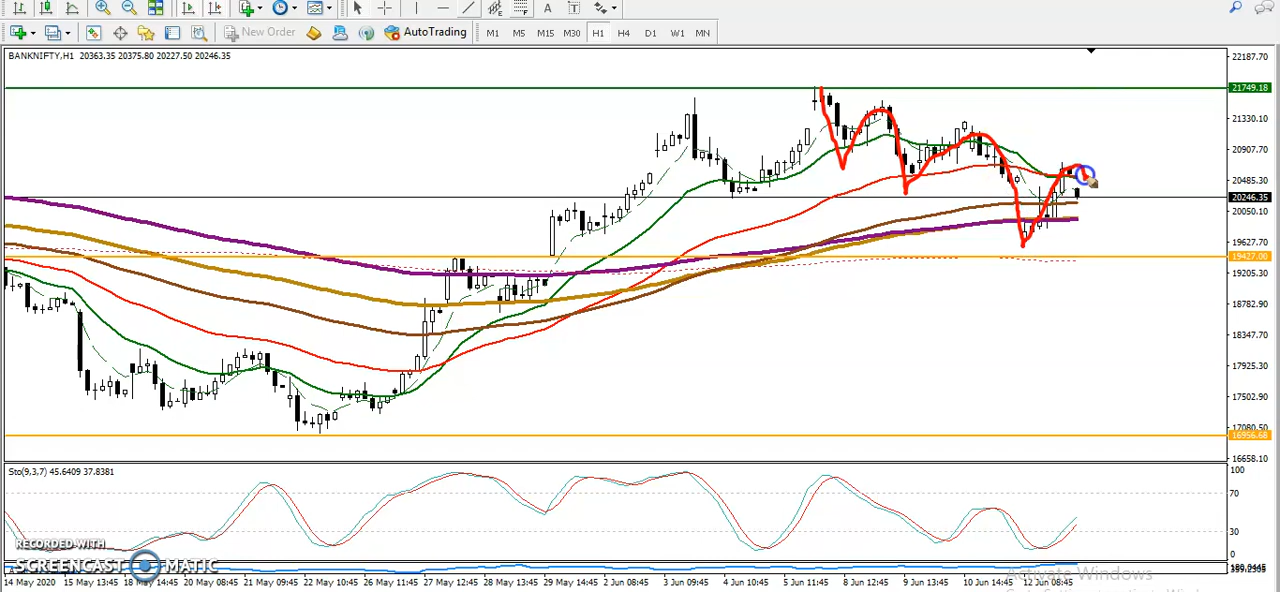 A T
New Order
AutoTrading
M1 M5 M15 M30 H1 H4 D1 W1 MN
BANKNIFTY,H1 20363.35 20375.80 20227.50 20246.35
22187.70
21749.18
21330.10
20907.70
20485.30
20246.35
20050.10
19627.70
19427.00
19205.30
18782.90
18347.70
17925.30
17502.90
17080.50
16956.68
16658.10
Sto(9,3,7) 45.6409 37.8381
100
70
30
0
RECORDED WITH
SCREENCAST MATIC
Activate Windows
14 May 2020 15 May 13:45 18 May 20 May 08:45 21 May 09:45 22 May 26 May 11:45 27 May 12:45 28 May 13:45 29 May 14:45 2 Jun 08:45 3 Jun 09:45 4 Jun 10:45 5 Jun 11:45 8 Jun 12:45 9 Jun 13:45 10 Jun 14:45 12 Jun 08:45